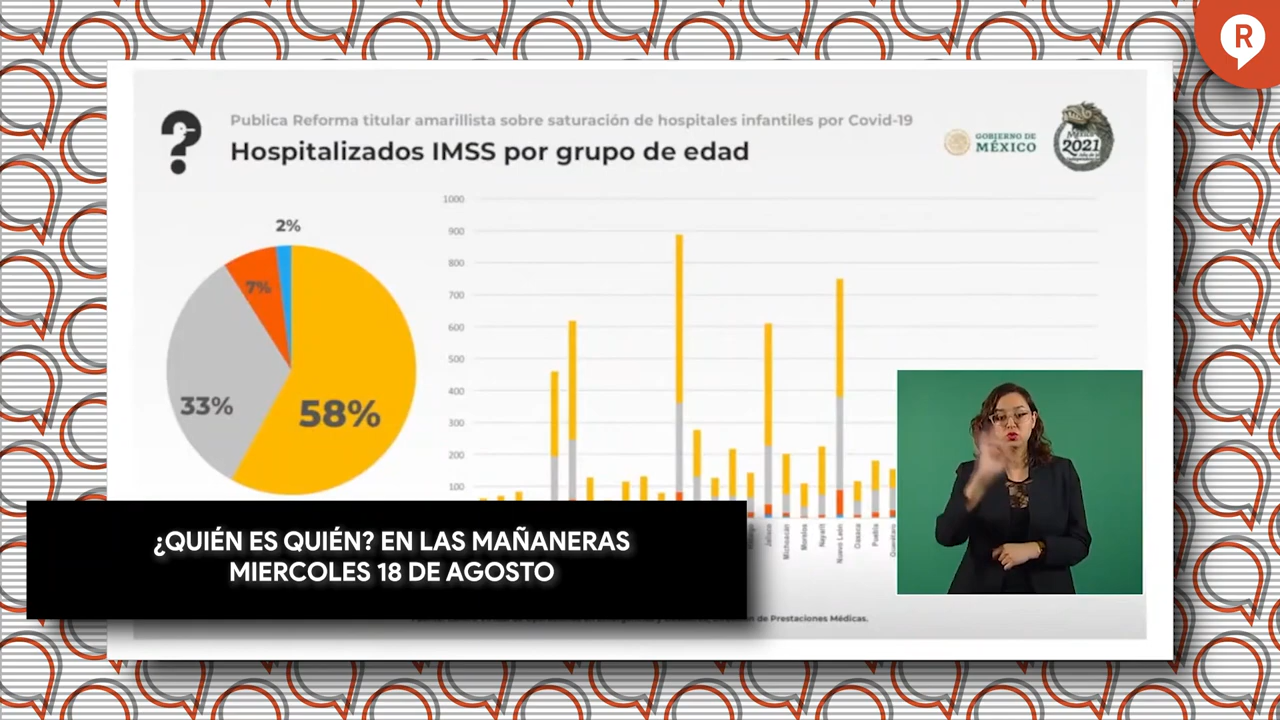 R
Publica Reforma titular amarillista sobre saturación de hospitales infantiles por Covid-19
Hospitalizados IMSS por grupo de edad
GOBIERNO DE
MÉXICO
México
2021
2%
7%
33%
58%
1000
900
800
700
600
500
400
300
200
100
Jalisco
Michoacán
Morelos
Nayarit
Nuevo León
Oaxaca
Puebla
Querétaro
¿QUIÉN ES QUIÉN? EN LAS MAÑANERAS
MIERCOLES 18 DE AGOSTO
de Prestaciones Médicas.